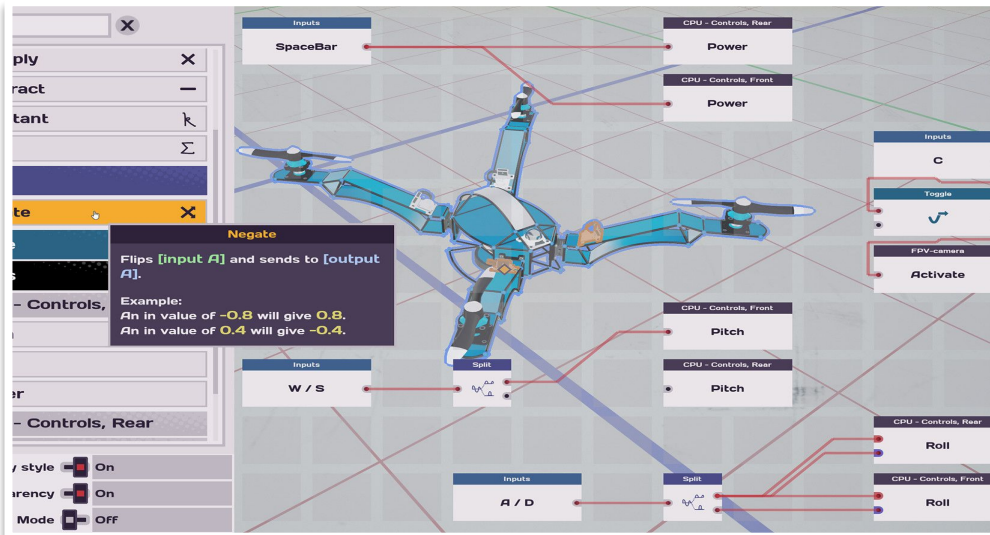 ply
ract
tant
te
e
s
- Controls,
er
- Controls, Rear
y style
On
arency
On
Mode
Off
Negate
Flips [input A] and sends to [output
A].
Example:
An in value of -0.8 will give 0.8.
An in value of 0.4 will give -0.4.
Inputs
SpaceBar
CPU - Controls, Rear
Power
CPU - Controls, Front
Power
Inputs
C
Toggle
FPV-camera
Activate
CPU - Controls, Front
Pitch
Inputs
W / S
Split
CPU - Controls, Rear
Pitch
CPU - Controls, Rear
Roll
Inputs
A / D
Split
CPU - Controls, Front
Roll